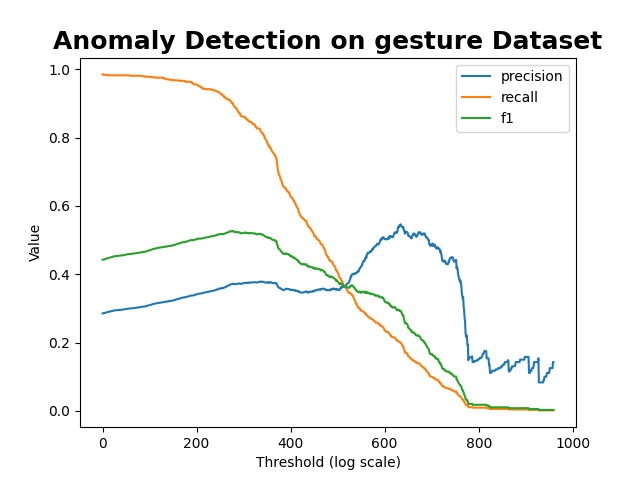 Anomaly Detection on gesture Dataset
precision
recall
f1
1.0
0.8
0.6
0.4
0.2
0.0
Value
0 200 400 600 800 1000
Threshold (log scale)